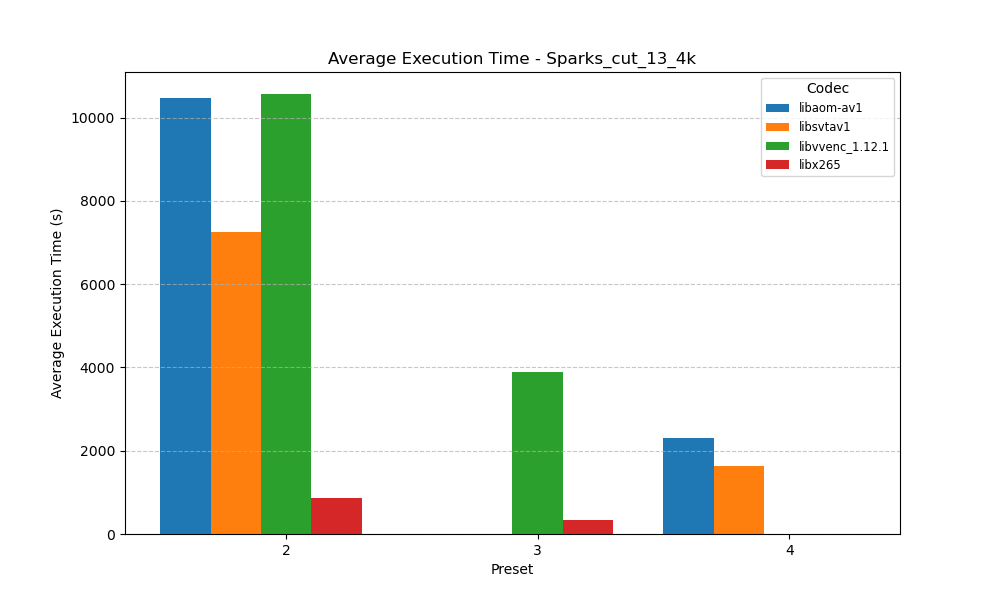 Average Execution Time - Sparks_cut_13_4k
Codec
libaom-av1
libsvtav1
libvvenc_1.12.1
libx265
Average Execution Time (s)
10000
8000
6000
4000
2000
0
2
3
4
Preset